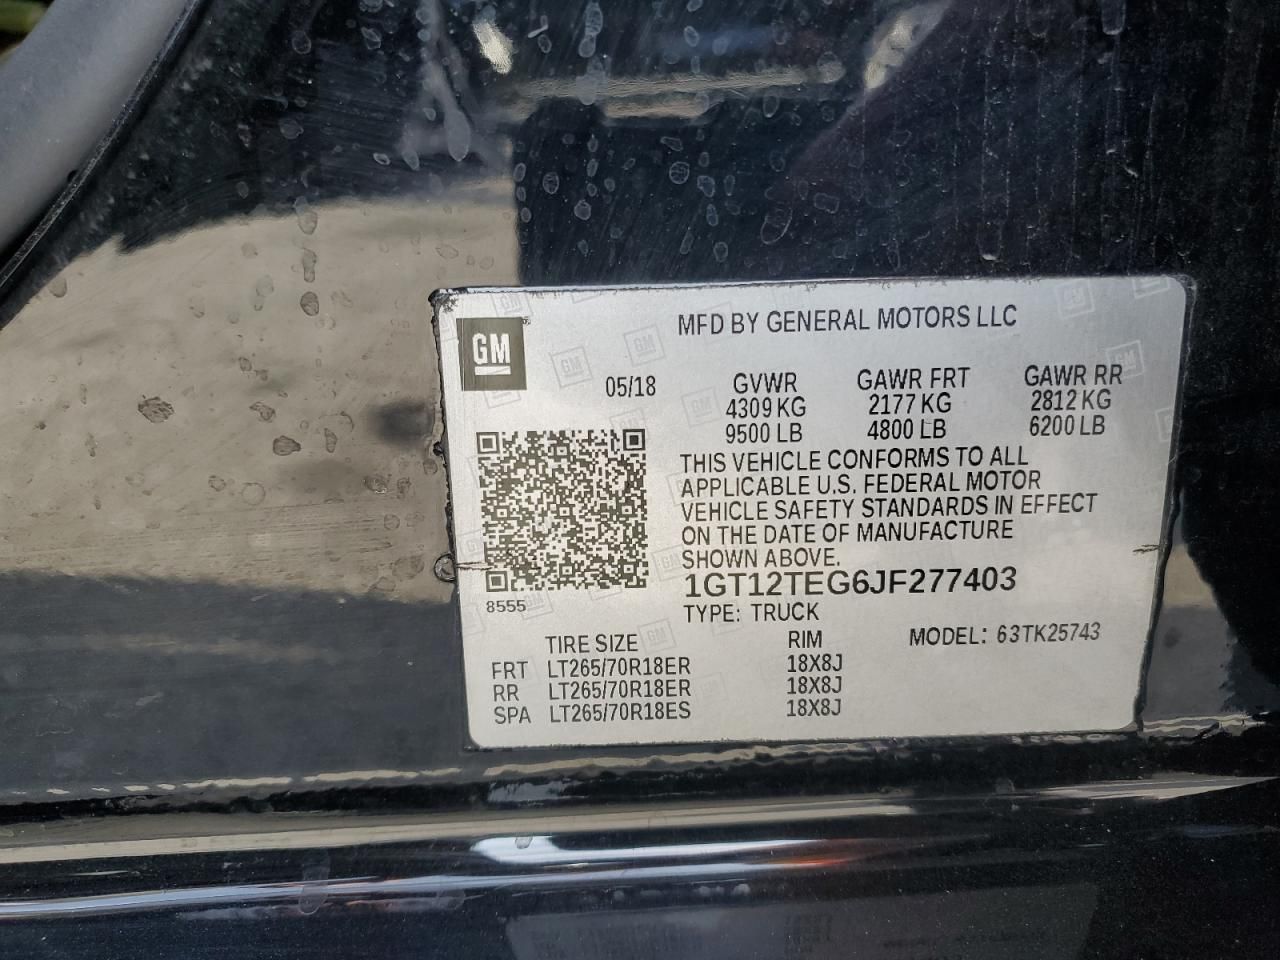 MFD BY GENERAL MOTORS LLC
GM
05/18 GVWR GAWR FRT GAWR RR
4309 KG 2177 KG 2812 KG
9500 LB 4800 LB 6200 LB
THIS VEHICLE CONFORMS TO ALL
APPLICABLE U.S. FEDERAL MOTOR
VEHICLE SAFETY STANDARDS IN EFFECT
ON THE DATE OF MANUFACTURE
SHOWN ABOVE.
1GT12TEG6JF277403
8555
TYPE: TRUCK
TIRE SIZE RIM MODEL: 63TK25743
FRT LT265/70R18ER 18X8J
RR LT265/70R18ER 18X8J
SPA LT265/70R18ES 18X8J